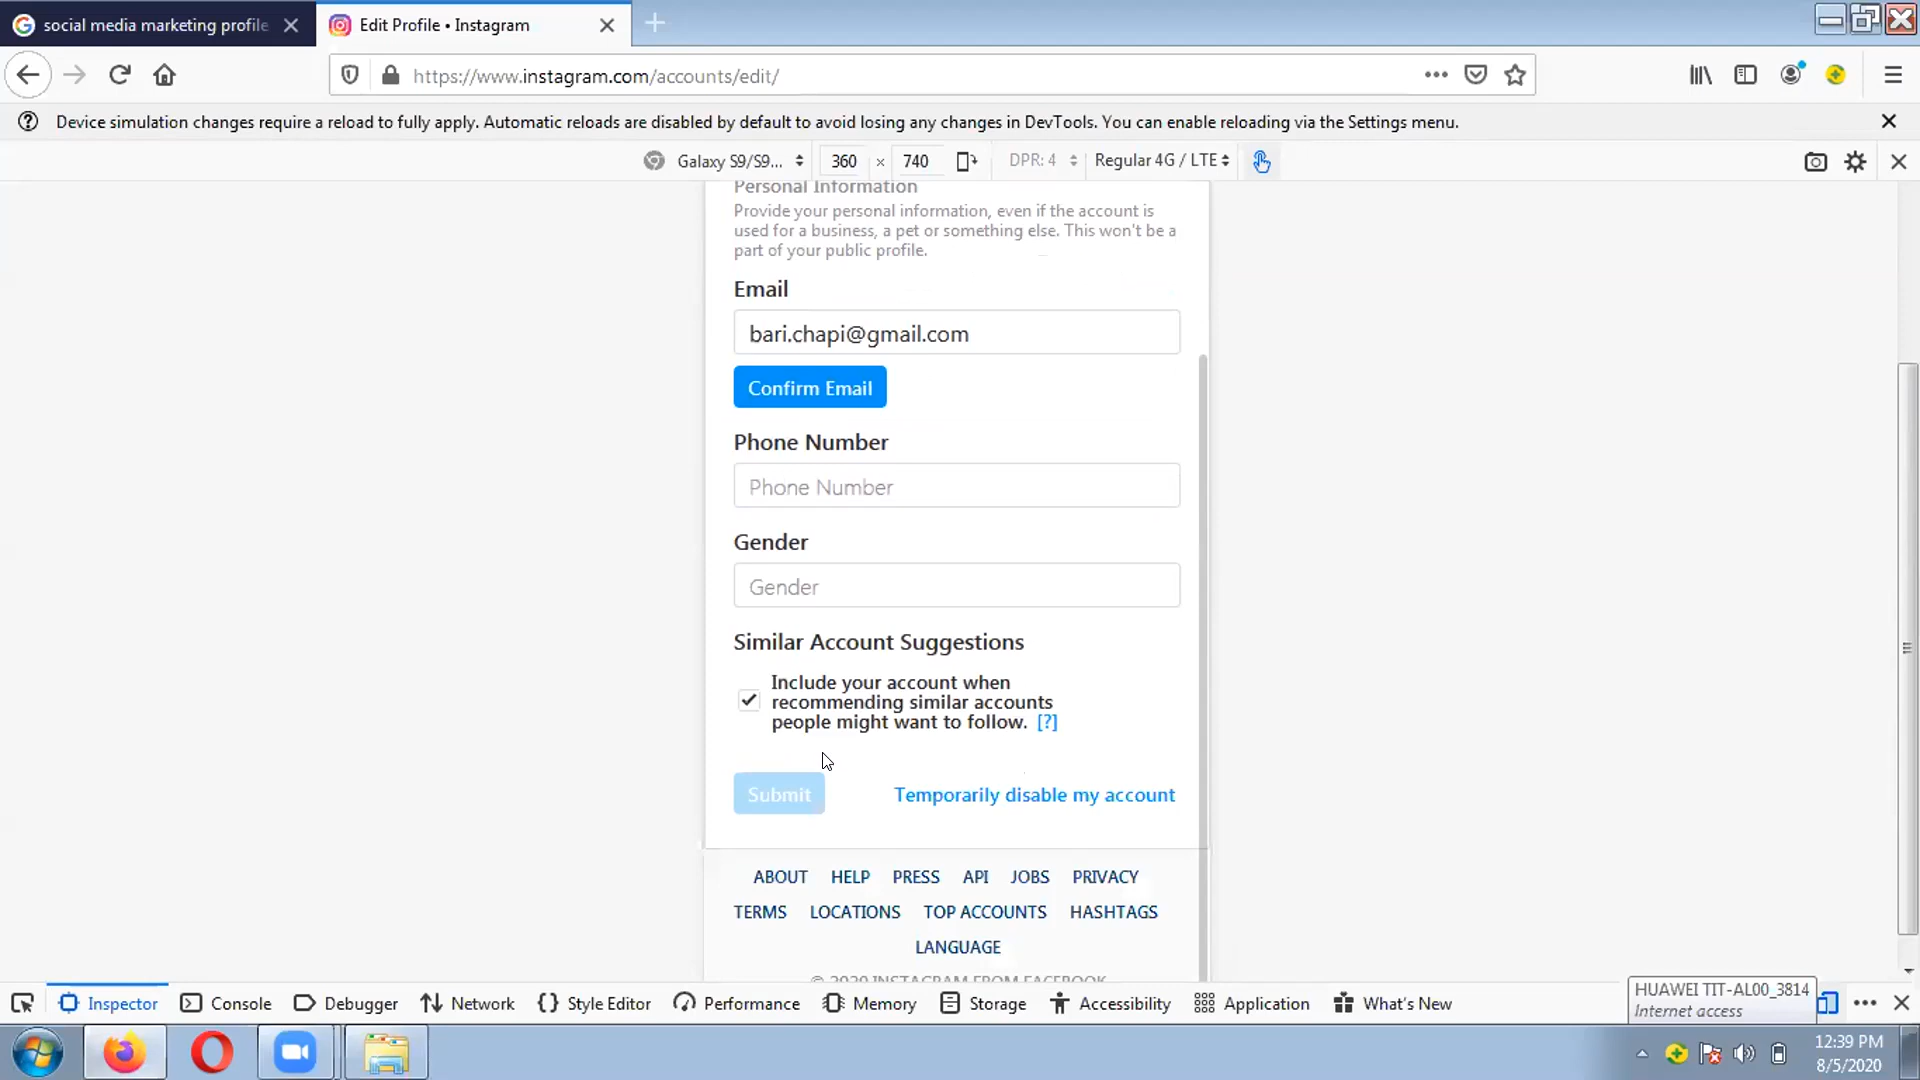 social media marketing profile
Edit Profile • Instagram
https://www.instagram.com/accounts/edit/
Device simulation changes require a reload to fully apply. Automatic reloads are disabled by default to avoid losing any changes in DevTools. You can enable reloading via the Settings menu.
Galaxy S9/S9... 360 × 740 DPR: 4 Regular 4G / LTE
Personal Information
Provide your personal information, even if the account is
used for a business, a pet or something else. This won't be a
part of your public profile.
Email
bari.chapi@gmail.com
Confirm Email
Phone Number
Phone Number
Gender
Gender
Similar Account Suggestions
Include your account when
recommending similar accounts
people might want to follow. [?]
Submit Temporarily disable my account
ABOUT HELP PRESS API JOBS PRIVACY
TERMS LOCATIONS TOP ACCOUNTS HASHTAGS
LANGUAGE
© 2020 INSTAGRAM FROM FACEBOOK
Inspector Console Debugger Network Style Editor Performance Memory Storage Accessibility Application What's New
HUAWEI TIT-AL00_3814
Internet access
12:39 PM
8/5/2020